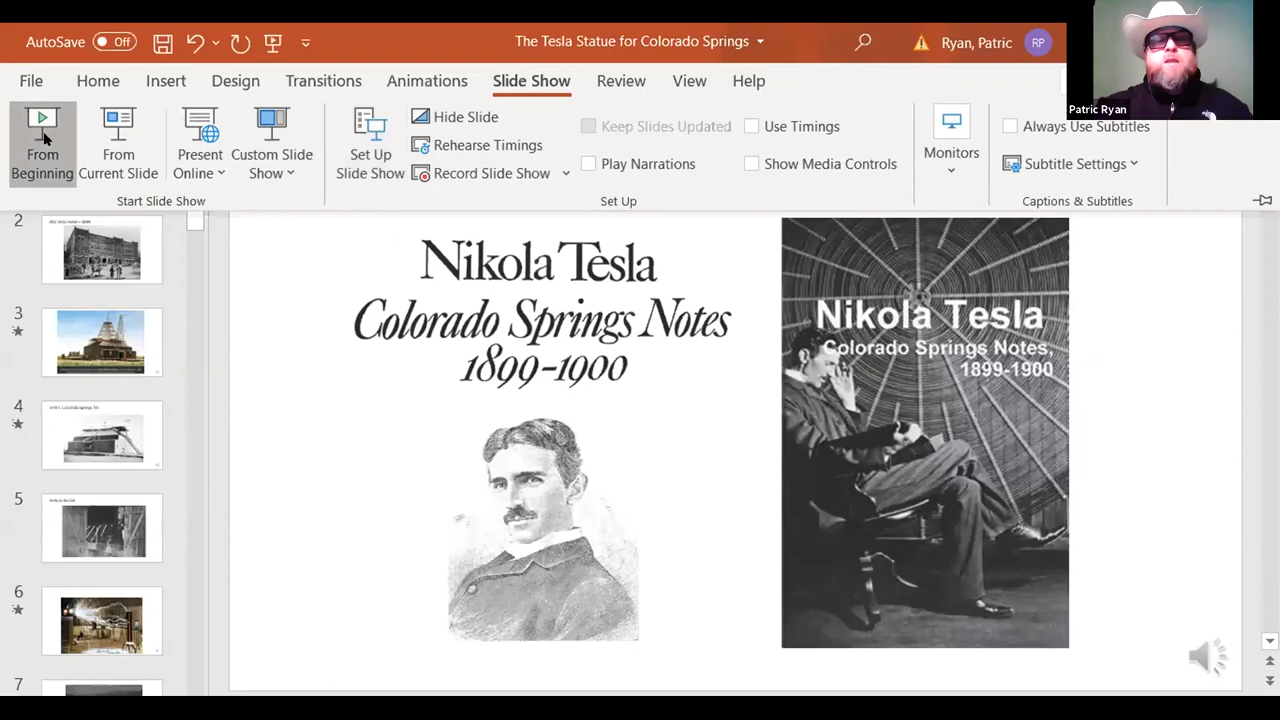 AutoSave Off
The Tesla Statue for Colorado Springs
Ryan, Patric RP
Patric Ryan
File Home Insert Design Transitions Animations Slide Show Review View Help
From Beginning
From Current Slide
Present Online
Custom Slide Show
Start Slide Show
Set Up Slide Show
Hide Slide
Rehearse Timings
Record Slide Show
Keep Slides Updated
Play Narrations
Use Timings
Show Media Controls
Set Up
Monitors
Always Use Subtitles
Subtitle Settings
Captions & Subtitles
2
3
4
5
6
7
Nikola Tesla
Colorado Springs Notes
1899-1900
Nikola Tesla
Colorado Springs Notes,
1899-1900